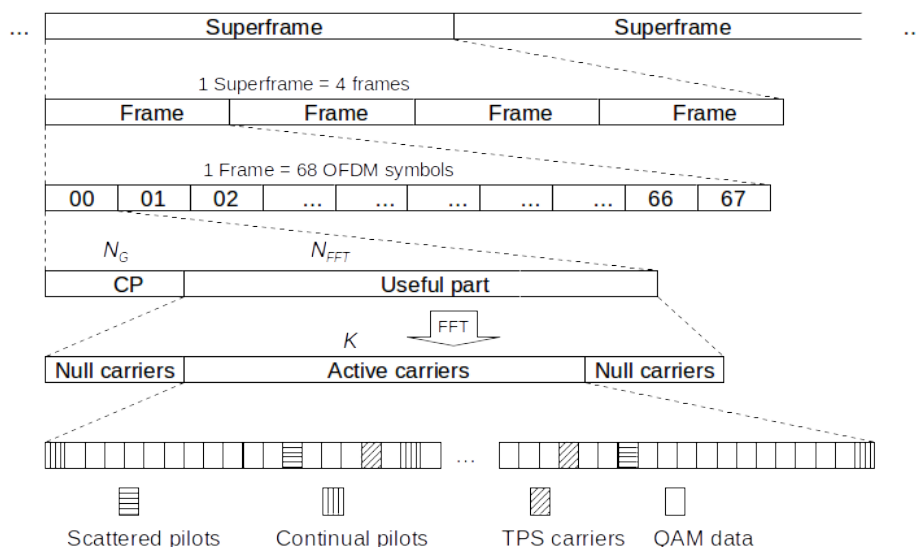 ... Superframe Superframe ..
1 Superframe = 4 frames
Frame Frame Frame Frame
1 Frame = 68 OFDM symbols
00 01 02 ... ... ... ... ... 66 67
N_G N_FFT
CP Useful part
FFT
K
Null carriers Active carriers Null carriers
...
Scattered pilots Continual pilots TPS carriers QAM data